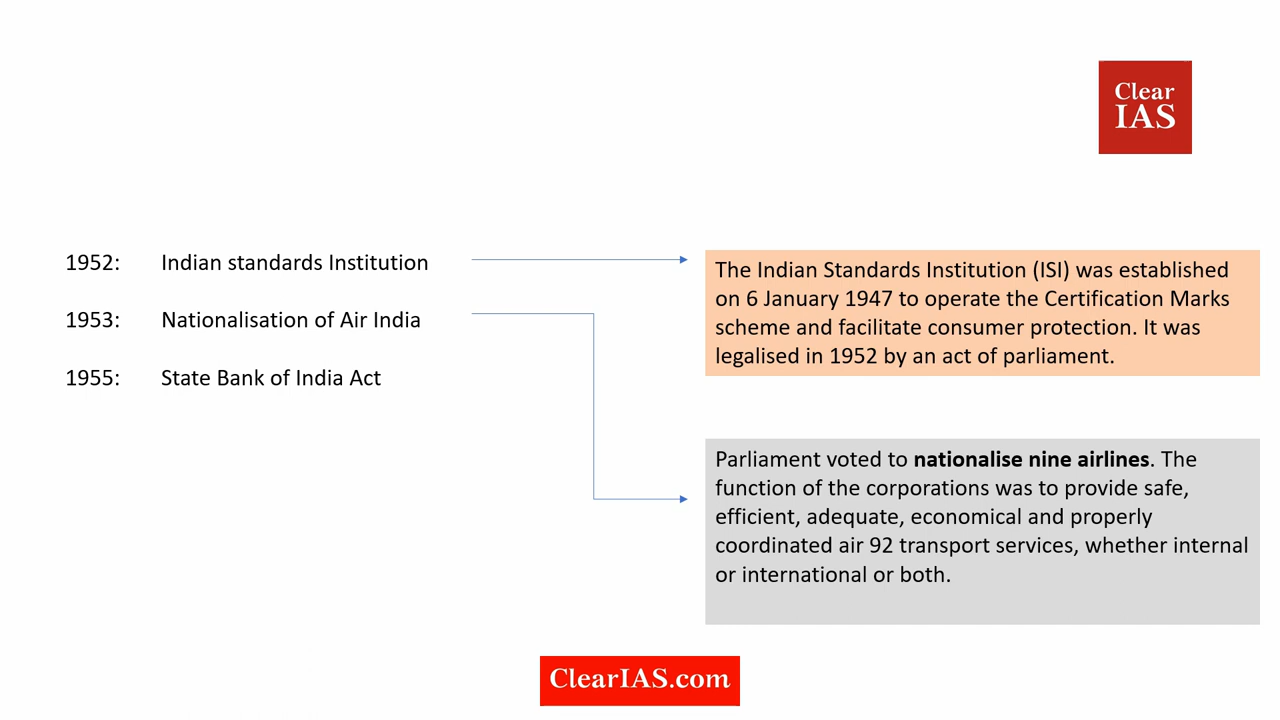 Clear
IAS
1952: Indian standards Institution
1953: Nationalisation of Air India
1955: State Bank of India Act
The Indian Standards Institution (ISI) was established
on 6 January 1947 to operate the Certification Marks
scheme and facilitate consumer protection. It was
legalised in 1952 by an act of parliament.
Parliament voted to nationalise nine airlines. The
function of the corporations was to provide safe,
efficient, adequate, economical and properly
coordinated air 92 transport services, whether internal
or international or both.
ClearIAS.com